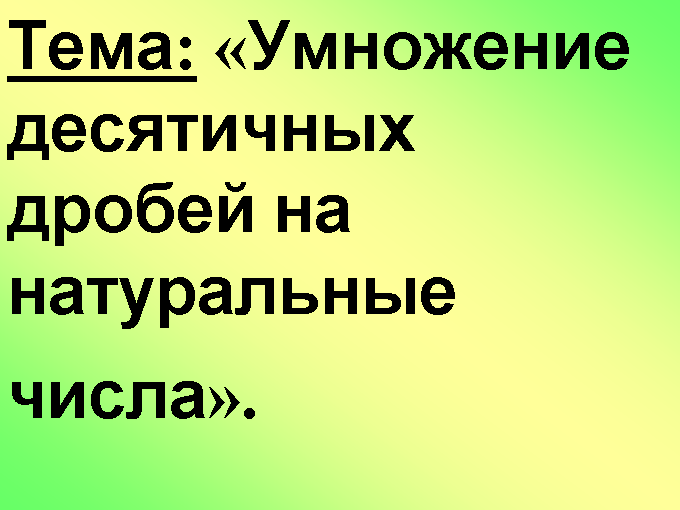 Тема: «Умножение
десятичных
дробей на
натуральные
числа».